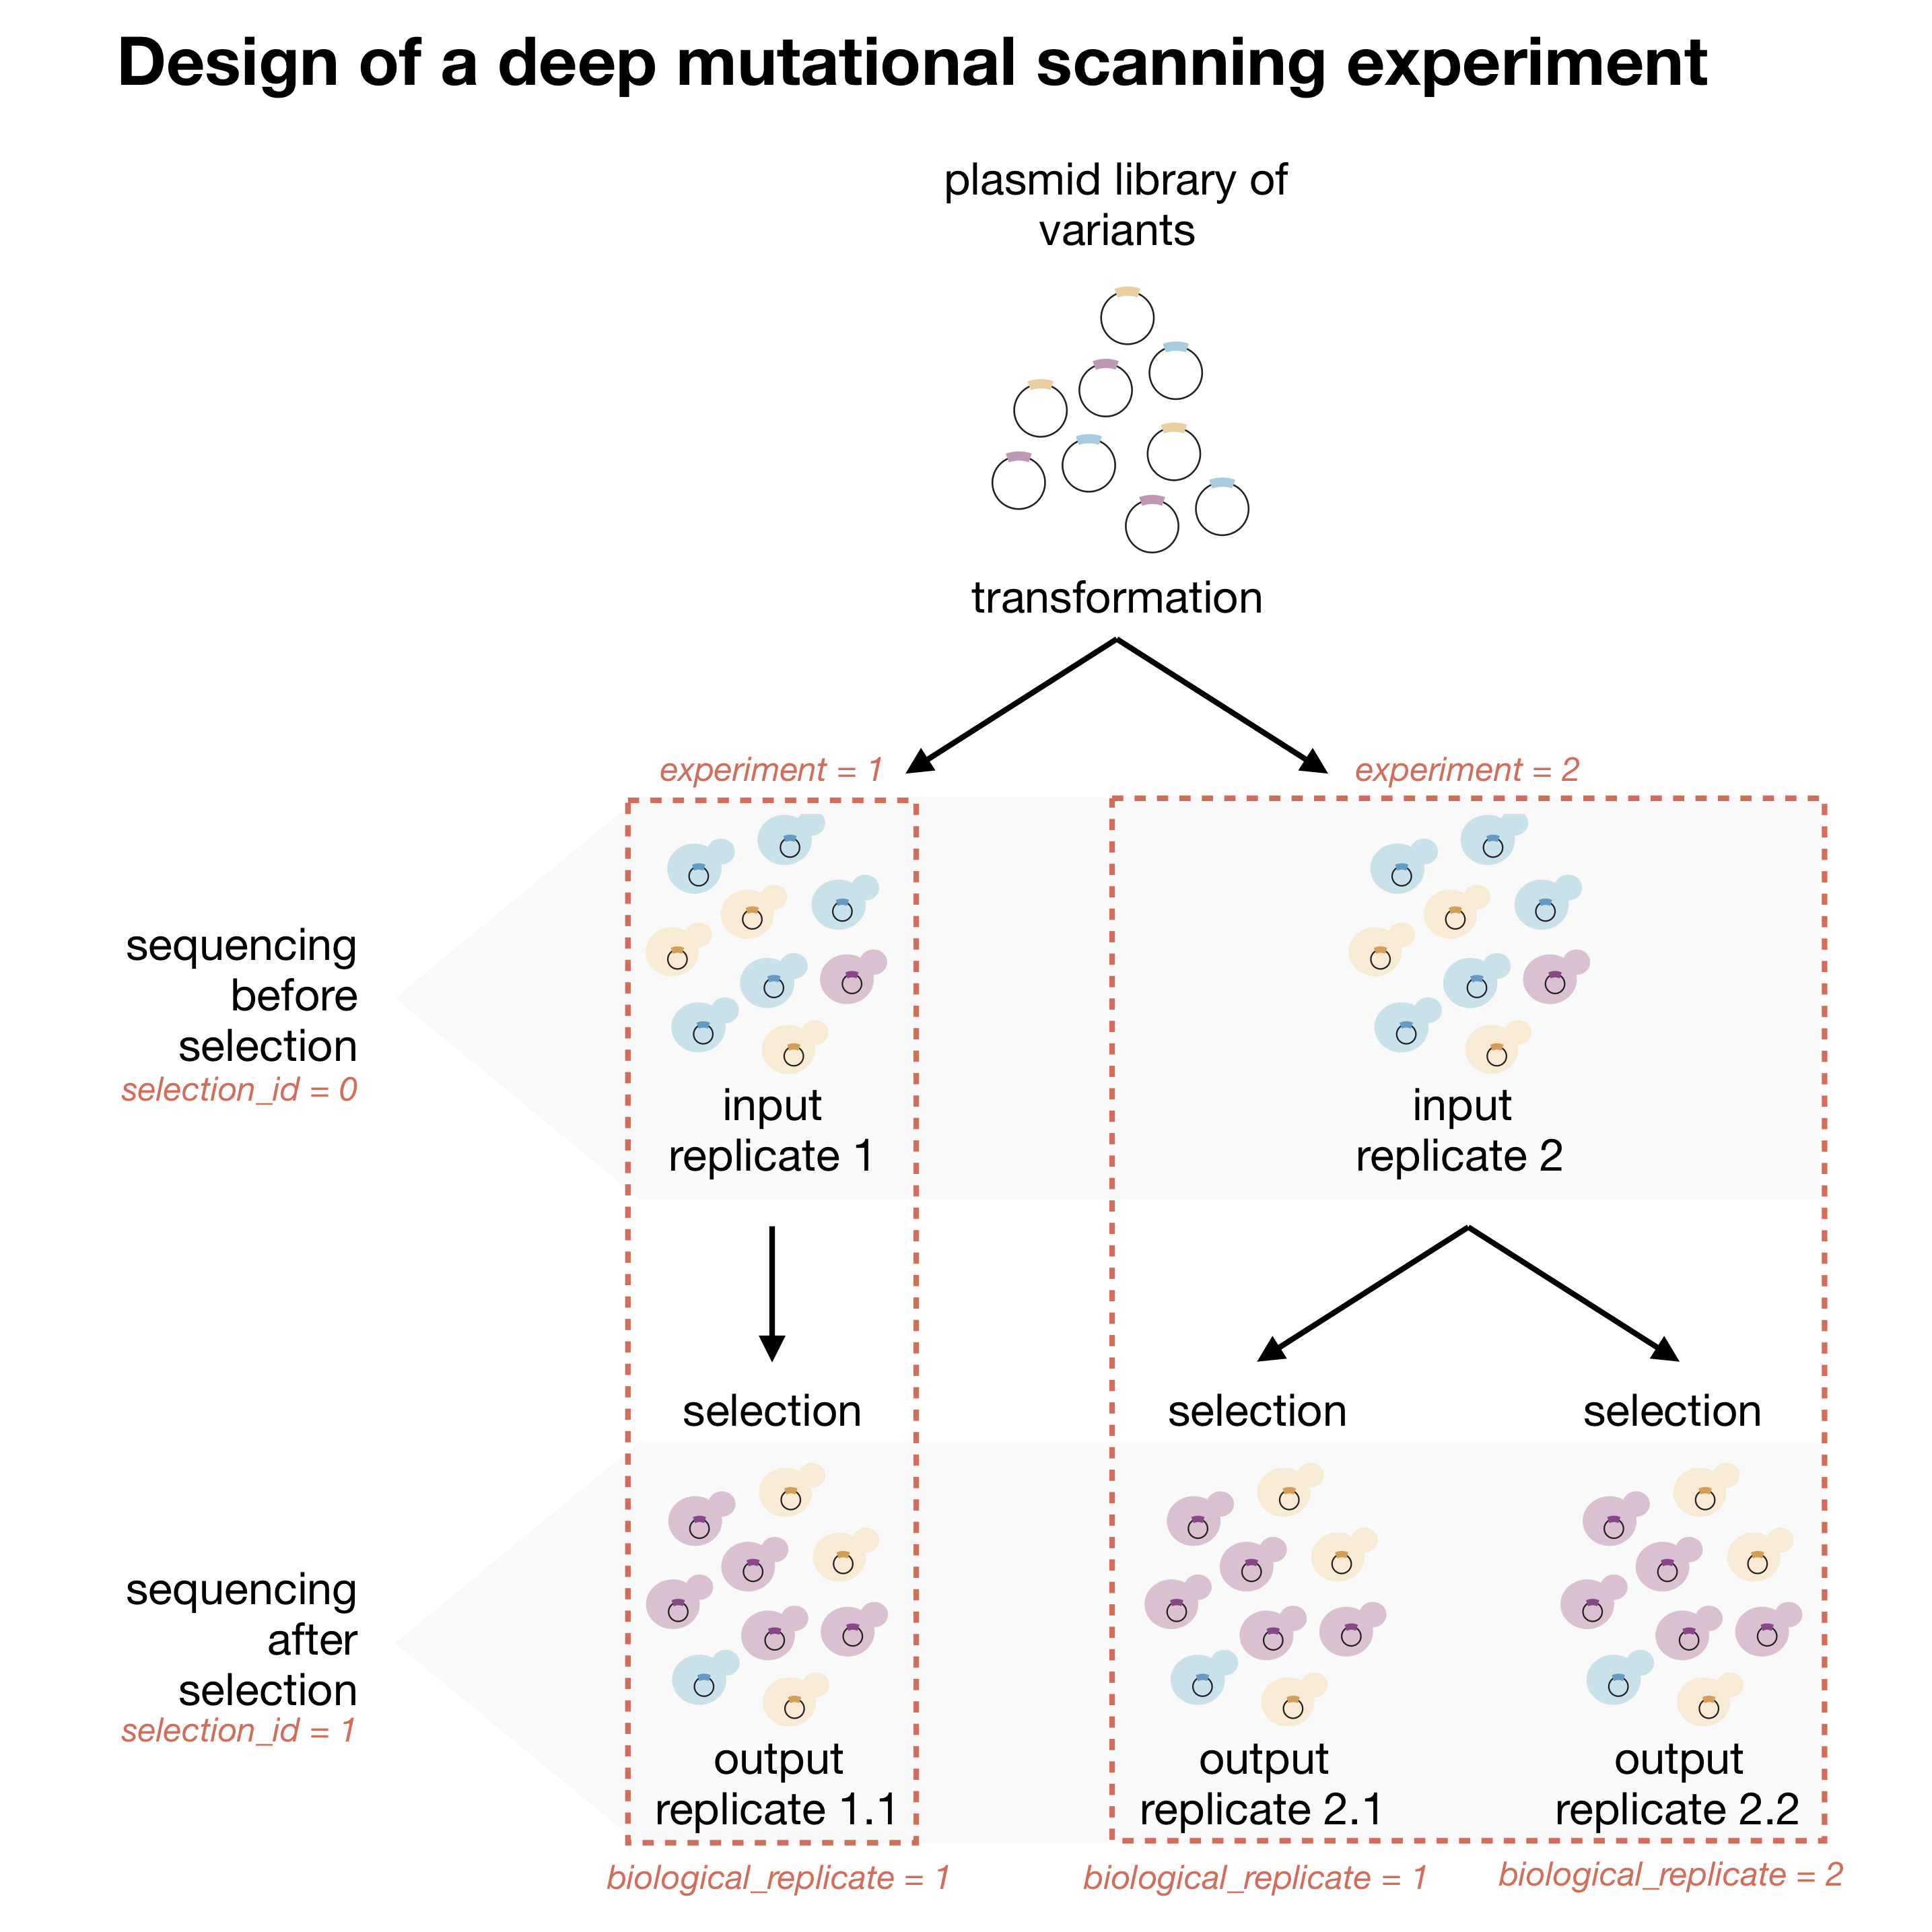 Design of a deep mutational scanning experiment
plasmid library of
variants
transformation
experiment = 1
experiment = 2
sequencing
before
selection
selection_id = 0
input
replicate 1
input
replicate 2
selection
selection
selection
sequencing
after
selection
selection_id = 1
output
replicate 1.1
output
replicate 2.1
output
replicate 2.2
biological_replicate = 1
biological_replicate = 1
biological_replicate = 2